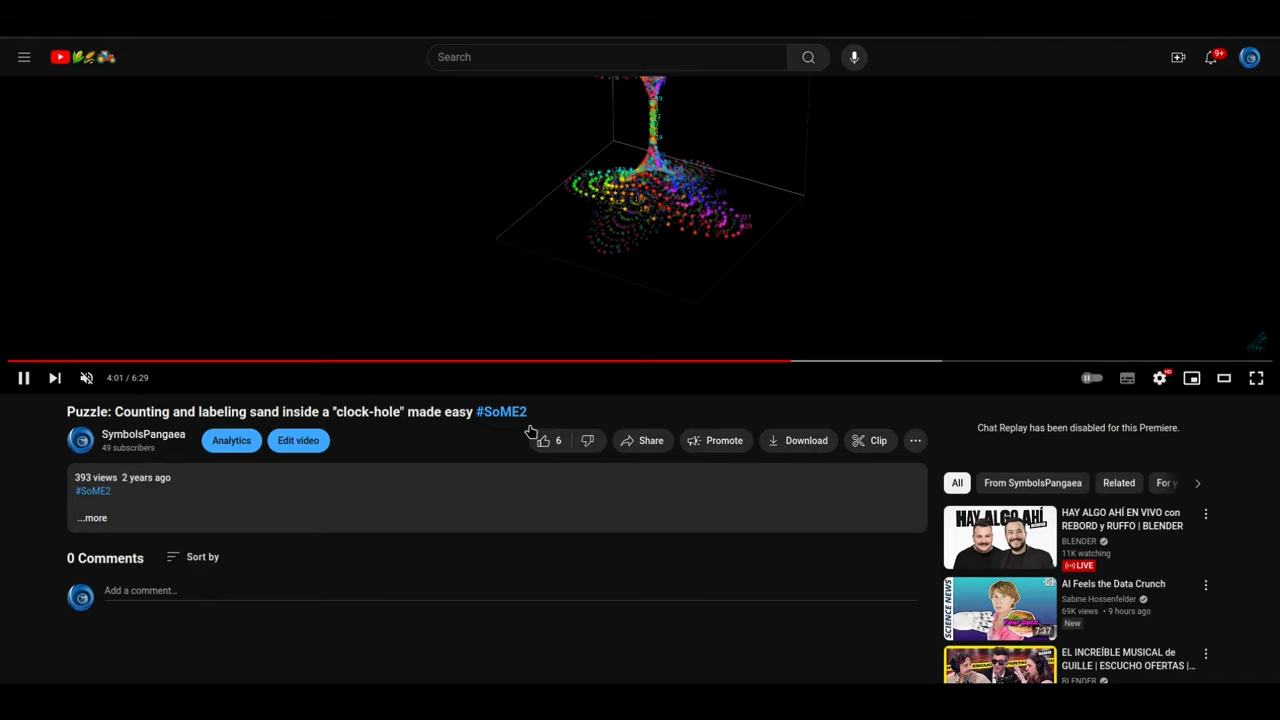 Search
9+
4:01 / 6:29
HD
Puzzle: Counting and labeling sand inside a "clock-hole" made easy #SoME2
SymbolsPangaea
49 subscribers
Analytics
Edit video
6
Share
Promote
Download
Clip
393 views 2 years ago
#SoME2
...more
0 Comments
Sort by
Add a comment...
Chat Replay has been disabled for this Premiere.
All
From SymbolsPangaea
Related
For y
HAY ALGO AHÍ
HAY ALGO AHÍ EN VIVO con
REBORD y RUFFO | BLENDER
BLENDER
11K watching
LIVE
SCIENCE NEWS
Your Data
7:37
AI Feels the Data Crunch
Sabine Hossenfelder
69K views • 9 hours ago
New
EL INCREÍBLE MUSICAL de
GUILLE | ESCUCHO OFERTAS |...
BLENDER